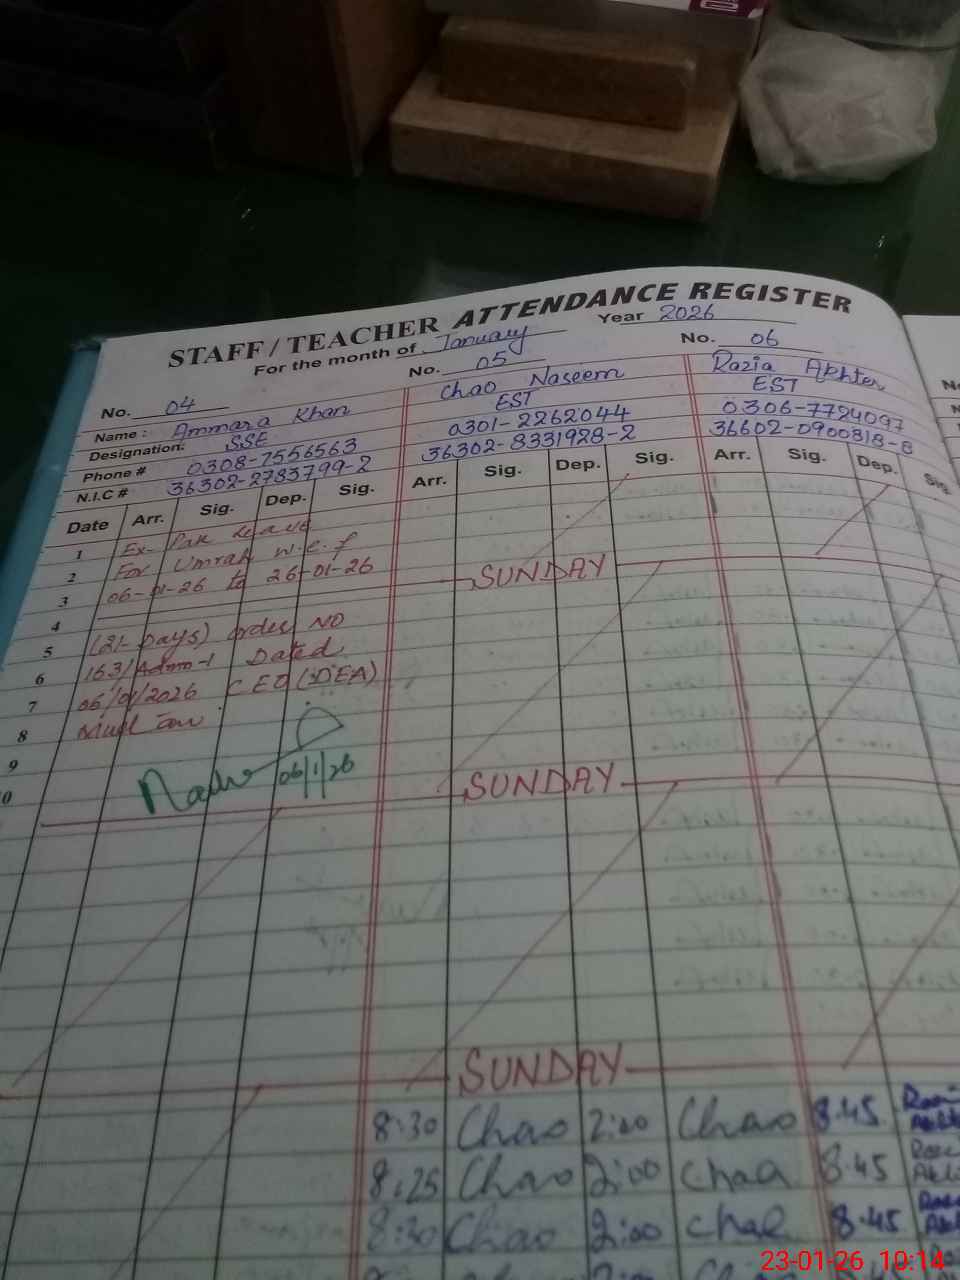 STAFF / TEACHER ATTENDANCE REGISTER
For the month of January Year 2026
No. 04 No. 05 No. 06
Name: Ammara Khan Chao Naseem Razia Akhter
Designation: SSE EST EST
Phone # 0308-7556563 0301-2262044 0306-7724097
N.I.C # 36302-2783799-2 36302-8331928-2 36602-0900818-8
Date Arr. Sig. Dep. Sig. Arr. Sig. Dep. Sig. Arr. Sig. Dep. Sig
1
2
3
4
5
6
7
8
9
Ex- Pak Leave
For Umrah w.e.f
06-01-26 to 26-01-26
(21-Days) order NO
163/Admn-1 Dated
06/01/2026 CEO (DEA)
06/1/26
SUNDAY
SUNDAY
SUNDAY
8:30 Chao 2:00 Chao 8:45
8:25 Chao 2:00 Chao 8:45
8:30 Chao 2:00 Chao 8:45
23-01-26 10:14